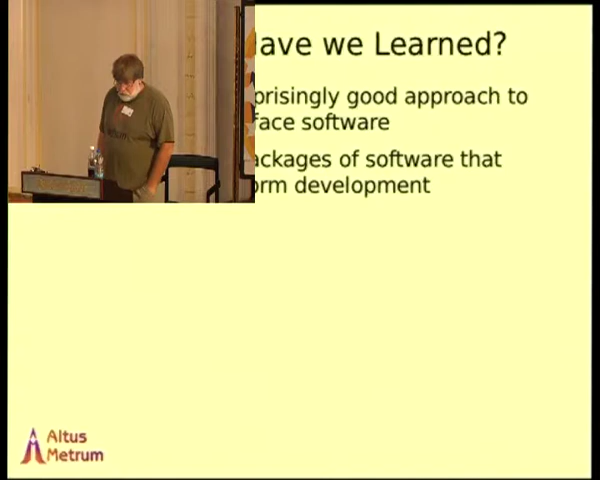 ave we Learned?
prisingly good approach to
face software
ackages of software that
orm development
Altus
Metrum